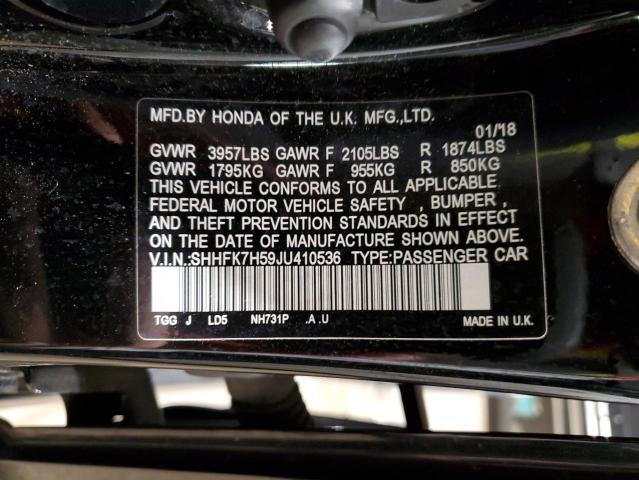 MFD.BY HONDA OF THE U.K. MFG.,LTD.
01/'18
GVWR 3957LBS GAWR F 2105LBS R 1874LBS
GVWR 1795KG GAWR F 955KG R 850KG
THIS VEHICLE CONFORMS TO ALL APPLICABLE
FEDERAL MOTOR VEHICLE SAFETY , BUMPER ,
AND THEFT PREVENTION STANDARDS IN EFFECT
ON THE DATE OF MANUFACTURE SHOWN ABOVE.
V.I.N.:SHHFK7H59JU410536 TYPE:PASSENGER CAR
TGG J LD5 NH731P .A .U MADE IN U.K.